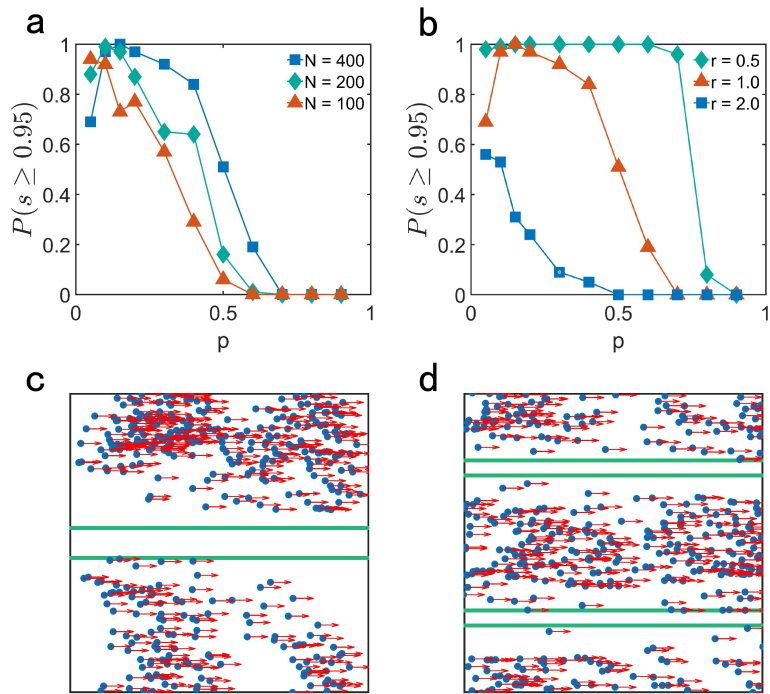 a
P(s ≥ 0.95)
1
0.8
0.6
0.4
0.2
0
N = 400
N = 200
N = 100
0 0.5 1
p
b
P(s ≥ 0.95)
1
0.8
0.6
0.4
0.2
0
r = 0.5
r = 1.0
r = 2.0
0 0.5 1
p
c
d